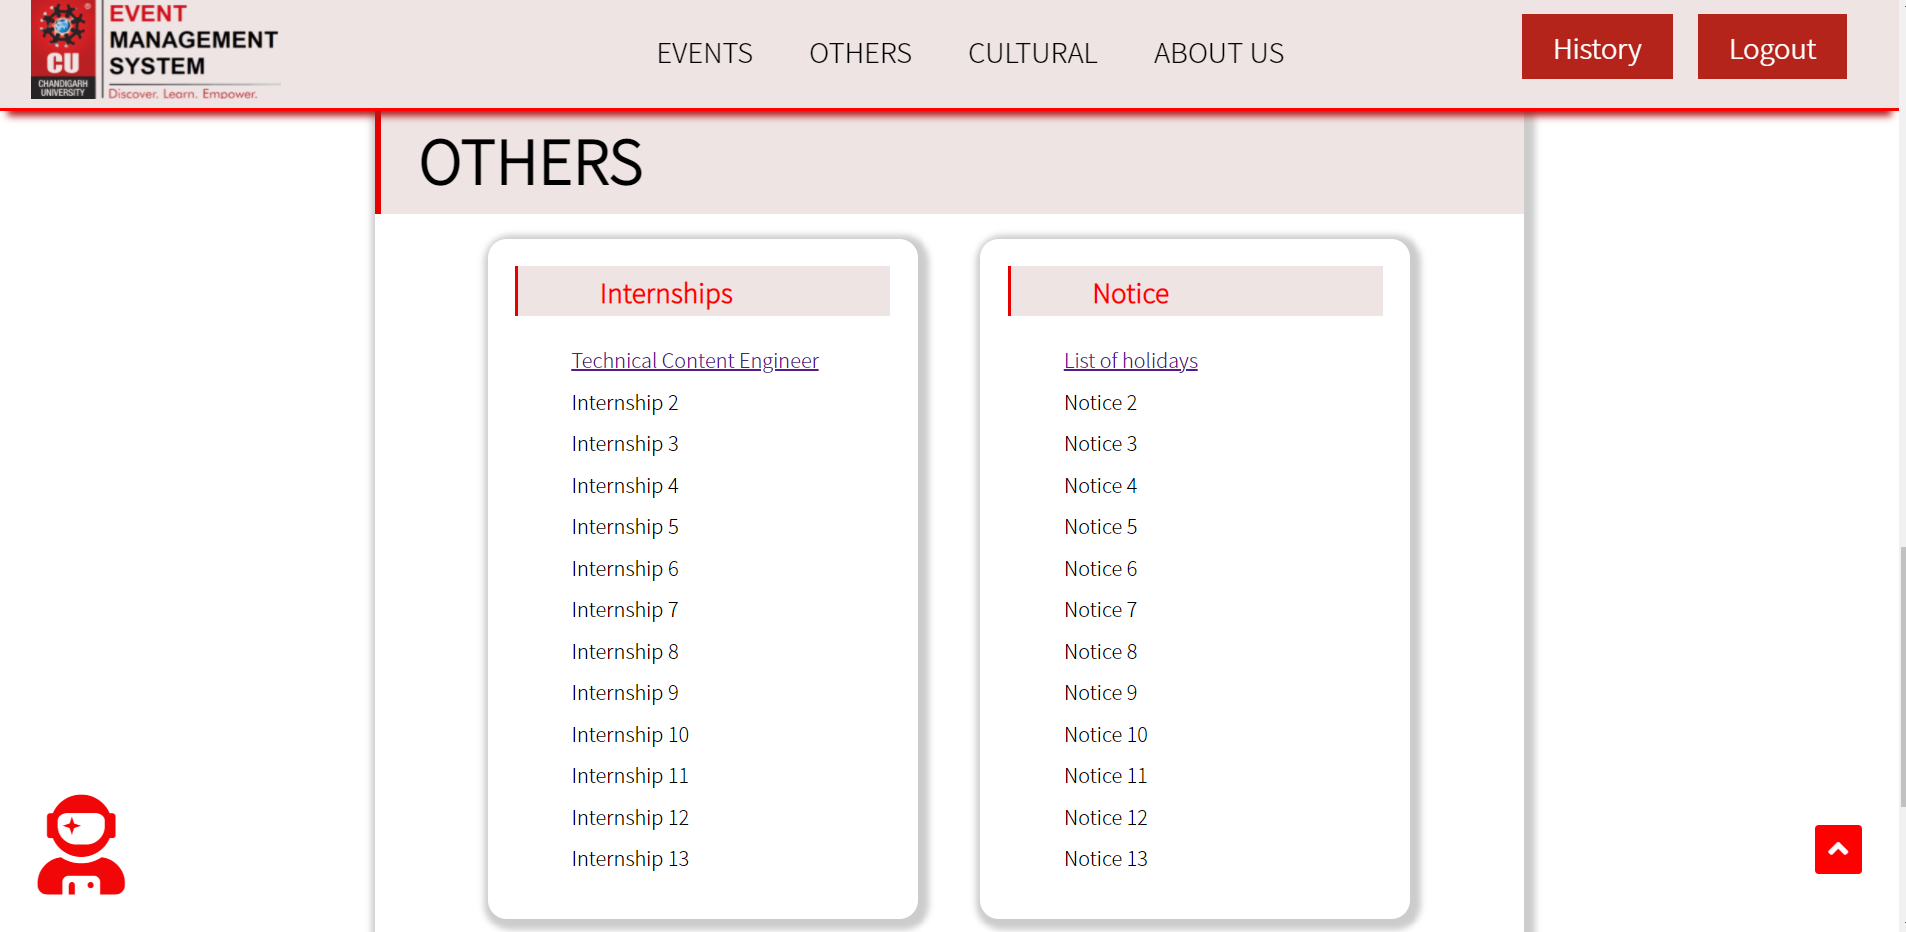 EVENT
MANAGEMENT
SYSTEM
CU
CHANDIGARH
UNIVERSITY
Discover. Learn. Empower.
EVENTS OTHERS CULTURAL ABOUT US
History Logout
OTHERS
Internships
Technical Content Engineer
Internship 2
Internship 3
Internship 4
Internship 5
Internship 6
Internship 7
Internship 8
Internship 9
Internship 10
Internship 11
Internship 12
Internship 13
Notice
List of holidays
Notice 2
Notice 3
Notice 4
Notice 5
Notice 6
Notice 7
Notice 8
Notice 9
Notice 10
Notice 11
Notice 12
Notice 13